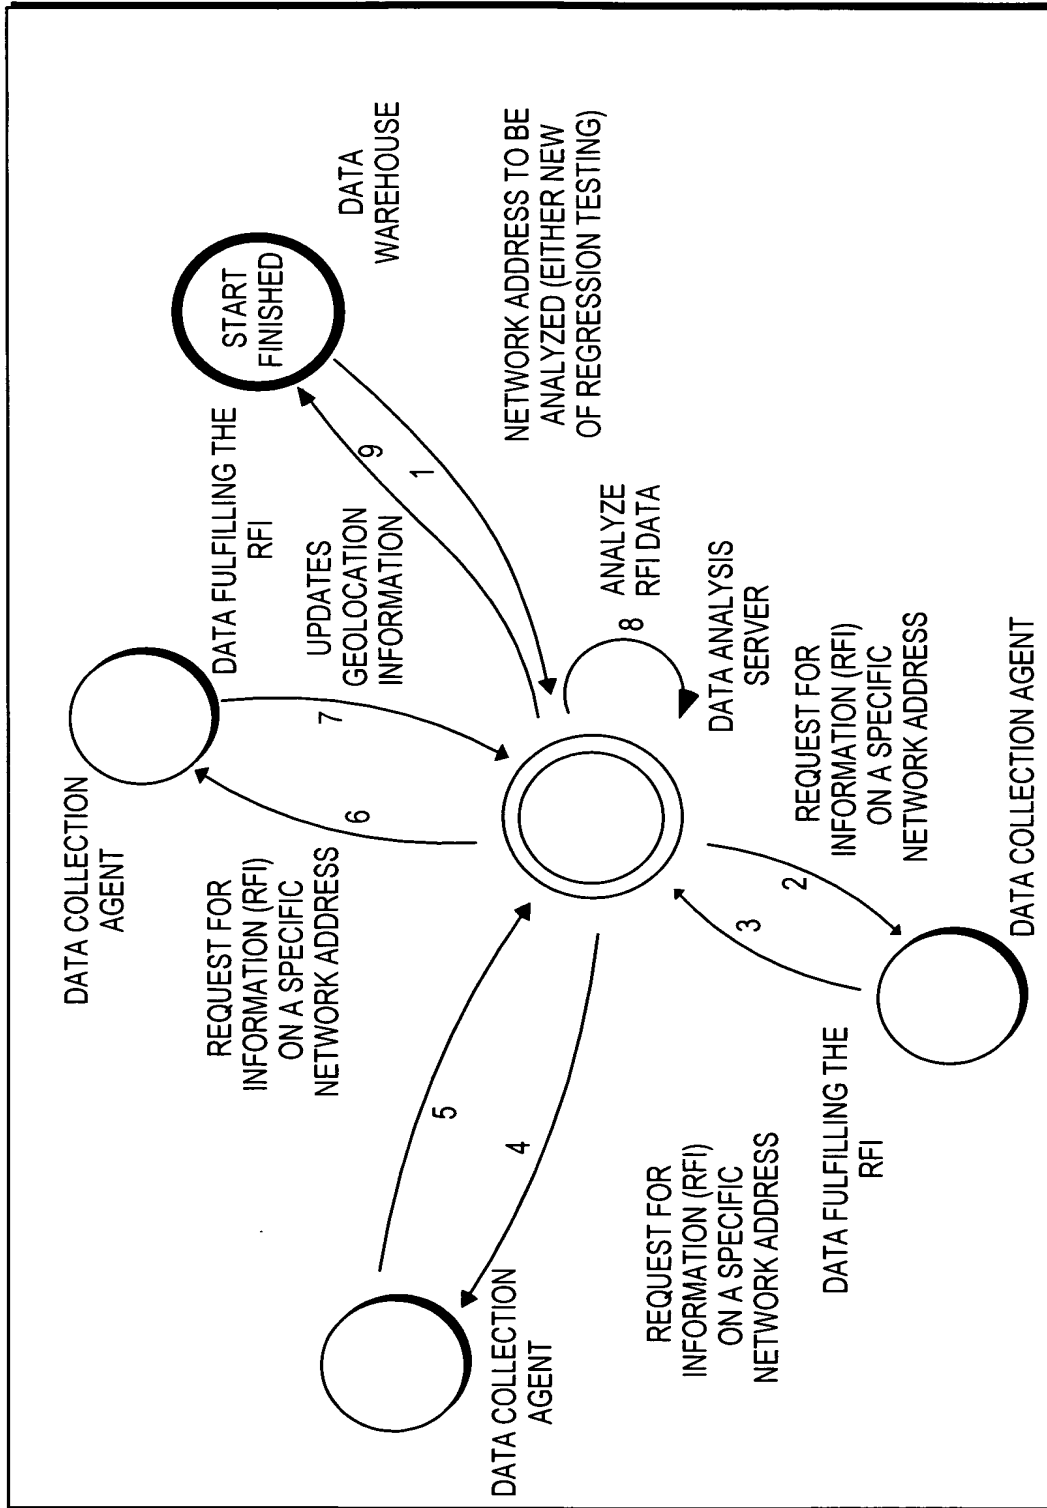 DATA COLLECTION
AGENT
REQUEST FOR
INFORMATION (RFI)
ON A SPECIFIC
NETWORK ADDRESS
6
7
DATA FULFILLING THE
RFI
START
FINISHED
DATA
WAREHOUSE
UPDATES
GEOLOCATION
INFORMATION
9
1
5
4
DATA COLLECTION
AGENT
NETWORK ADDRESS TO BE
ANALYZED (EITHER NEW
OF REGRESSION TESTING)
ANALYZE
RFI DATA
8
DATA ANALYSIS
SERVER
REQUEST FOR
INFORMATION (RFI)
ON A SPECIFIC
NETWORK ADDRESS
3
2
REQUEST FOR
INFORMATION (RFI)
ON A SPECIFIC
NETWORK ADDRESS
DATA FULFILLING THE
RFI
DATA COLLECTION AGENT